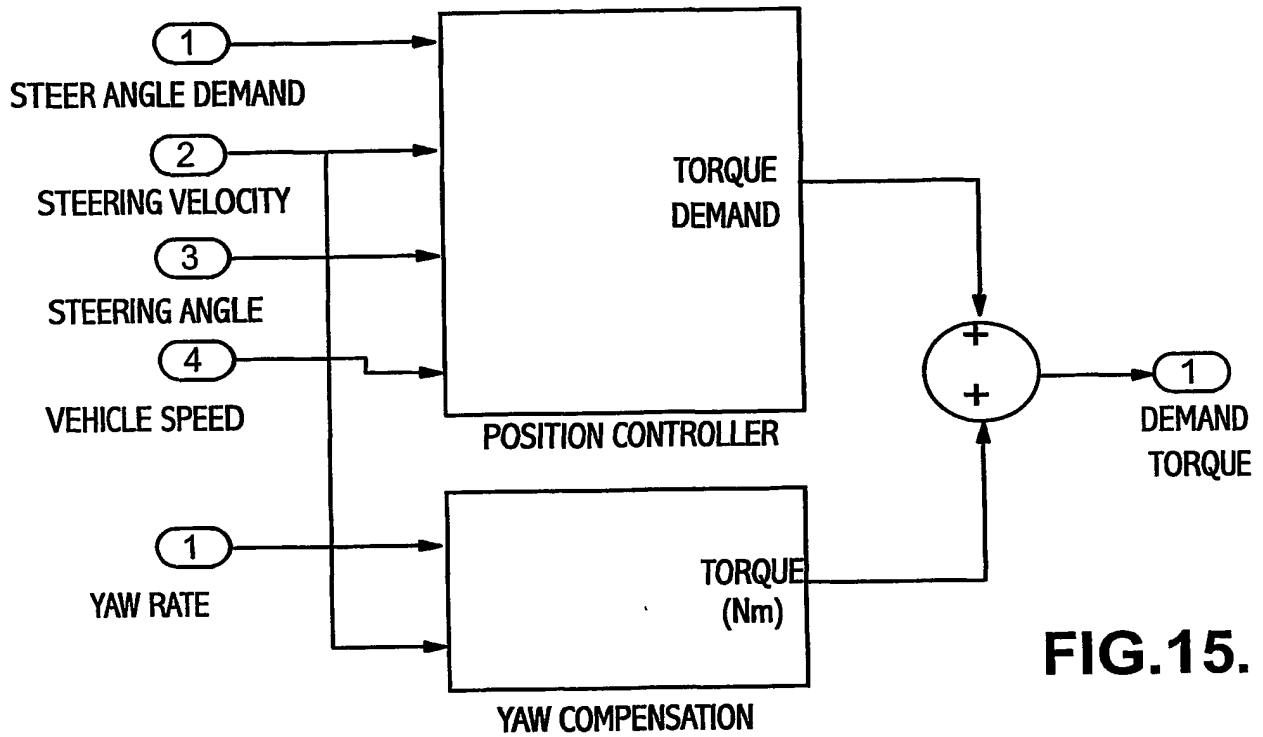 1
STEER ANGLE DEMAND
2
STEERING VELOCITY
3
STEERING ANGLE
4
VEHICLE SPEED
TORQUE
DEMAND
POSITION CONTROLLER
+
+
1
DEMAND
TORQUE
1
YAW RATE
TORQUE
(Nm)
YAW COMPENSATION
FIG.15.